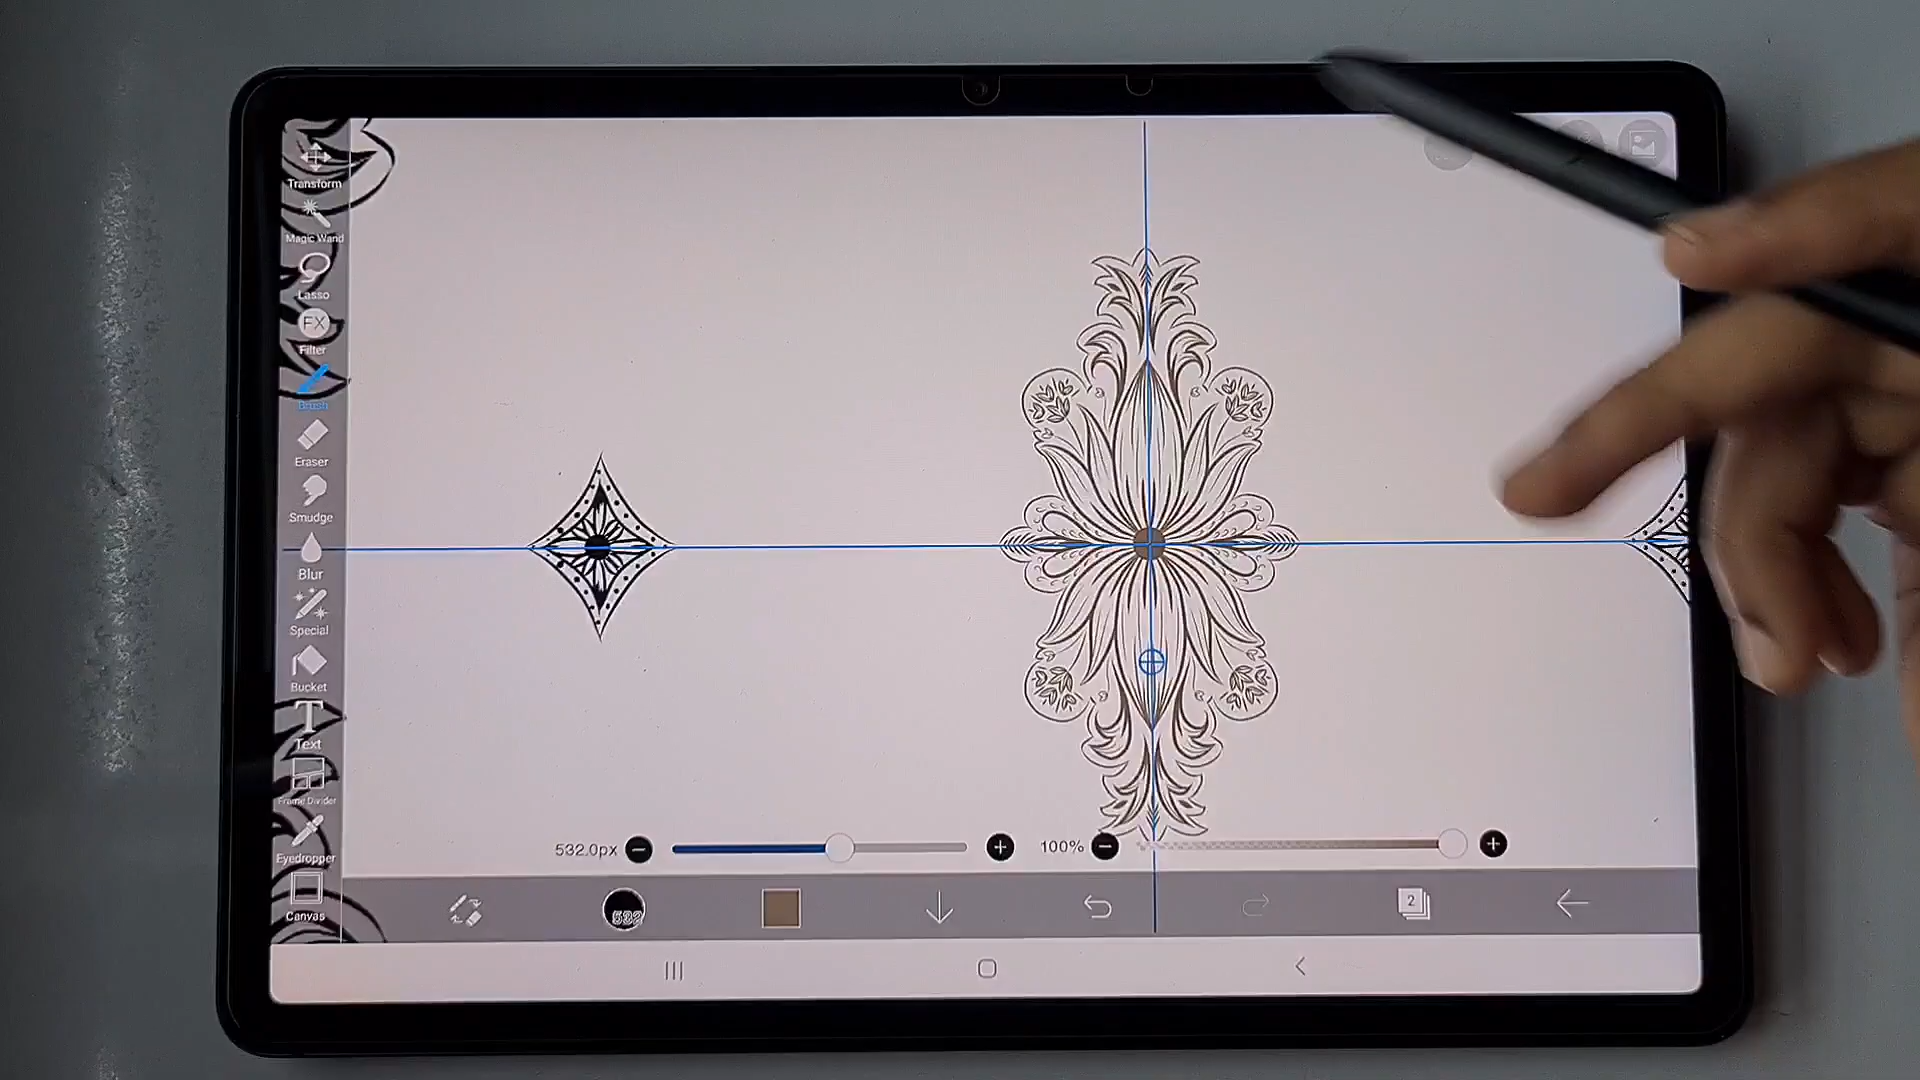 Transform
Magic Wand
Lasso
FX
Filter
Brush
Eraser
Smudge
Blur
Special
Bucket
T
Text
Frame Divider
Eyedropper
Canvas
532.0px
100%
532
2